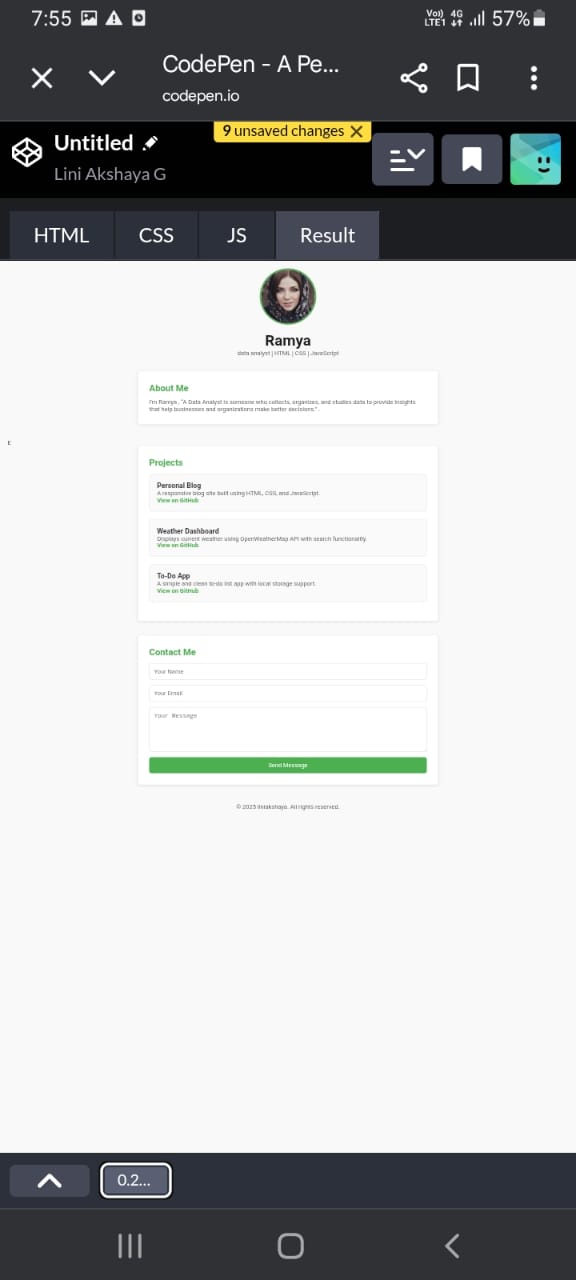 7:55
Vo)) 4G
LTE1
57%
CodePen - A Pe...
codepen.io
9 unsaved changes
Untitled
Lini Akshaya G
HTML
CSS
JS
Result
Ramya
data analyst | HTML | CSS | JavaScript
About Me
I'm Ramya, "A Data Analyst is someone who collects, organizes, and studies data to provide insights
that help businesses and organizations make better decisions.".
E
Projects
Personal Blog
A responsive blog site built using HTML, CSS, and JavaScript.
View on GitHub
Weather Dashboard
Displays current weather using OpenWeatherMap API with search functionality.
View on GitHub
To-Do App
A simple and clean to-do list app with local storage support.
View on GitHub
Contact Me
Your Name
Your Email
Your Message
Send Message
© 2025 liniakshaya. All rights reserved.
0.2...